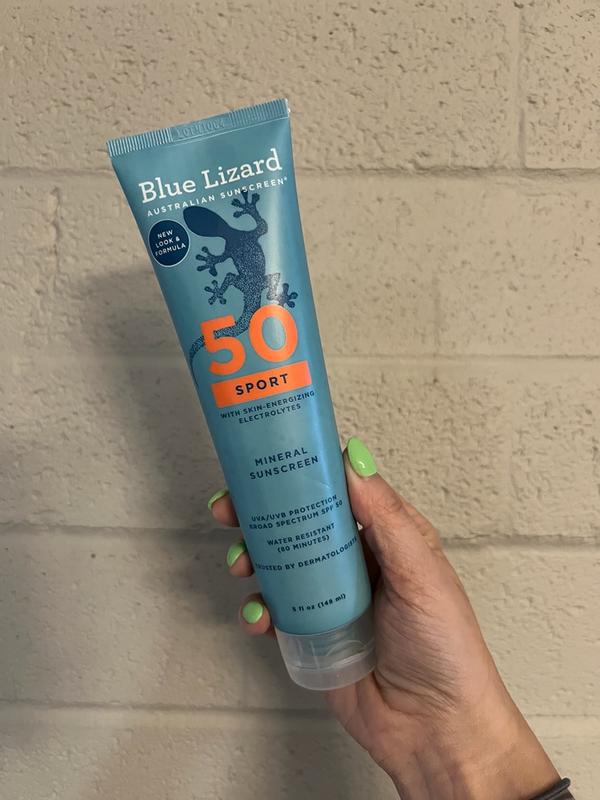 Blue Lizard
AUSTRALIAN SUNSCREEN®
NEW
LOOK &
FORMULA
50
SPORT
WITH SKIN-ENERGIZING
ELECTROLYTES
MINERAL
SUNSCREEN
UVA/UVB PROTECTION
BROAD SPECTRUM SPF 50
WATER RESISTANT
(80 MINUTES)
TRUSTED BY DERMATOLOGISTS
5 fl oz (148 ml)